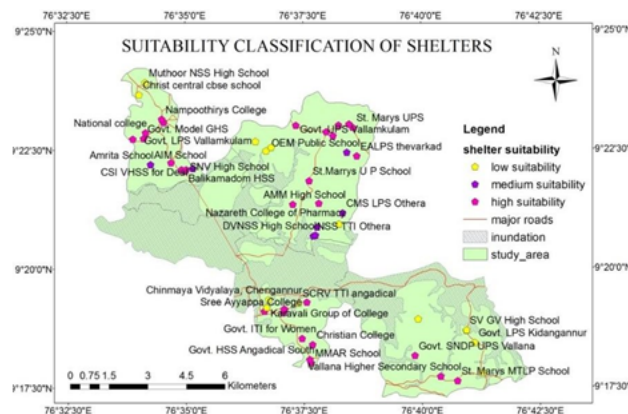 76°32'30"E 76°35'0"E 76°37'30"E 76°40'0"E 76°42'30"E
9°25'0"N
9°25'0"N
SUITABILITY CLASSIFICATION OF SHELTERS
N
Muthoor NSS High School
Christ central cbse school
Nampoothirys College
St. Marys UPS
National college
Govt. Model GHS
Govt. UPS Vallamkulam
Govt. LPS Vallamkulam
OEM Public School
EALPS thevarkad
9°22'30"N
9°22'30"N
Amrita School
AIM School
CSI VHSS for Deaf
SNV High School
Balikamadom HSS
St.Marys U P School
AMM High School
CMS LPS Othera
Nazareth College of Pharmacy
DVNSS High School
NSS TTI Othera
Legend
shelter suitability
low suitability
medium suitability
high suitability
major roads
inundation
study_area
9°20'0"N
9°20'0"N
Chinmaya Vidyalaya, Chengannur
SCRV TTI angadical
Sree Ayyappa College
Kallavali Group of College
Govt. ITI for Women
Christian College
Govt. HSS Angadical South
MMAR School
Vallana Higher Secondary School
SV GV High School
Govt. LPS Kidangannur
Govt. SNDP UPS Vallana
St. Marys MTLP School
0 0.75 1.5 3 4.5 6
Kilometers
9°17'30"N
9°17'30"N
76°32'30"E 76°35'0"E 76°37'30"E 76°40'0"E 76°42'30"E